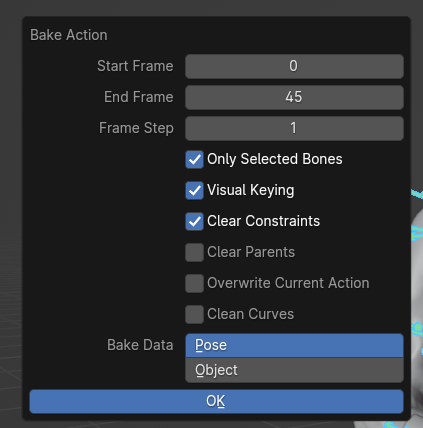 Bake Action
Start Frame 0
End Frame 45
Frame Step 1
Only Selected Bones
Visual Keying
Clear Constraints
Clear Parents
Overwrite Current Action
Clean Curves
Bake Data Pose
Object
OK